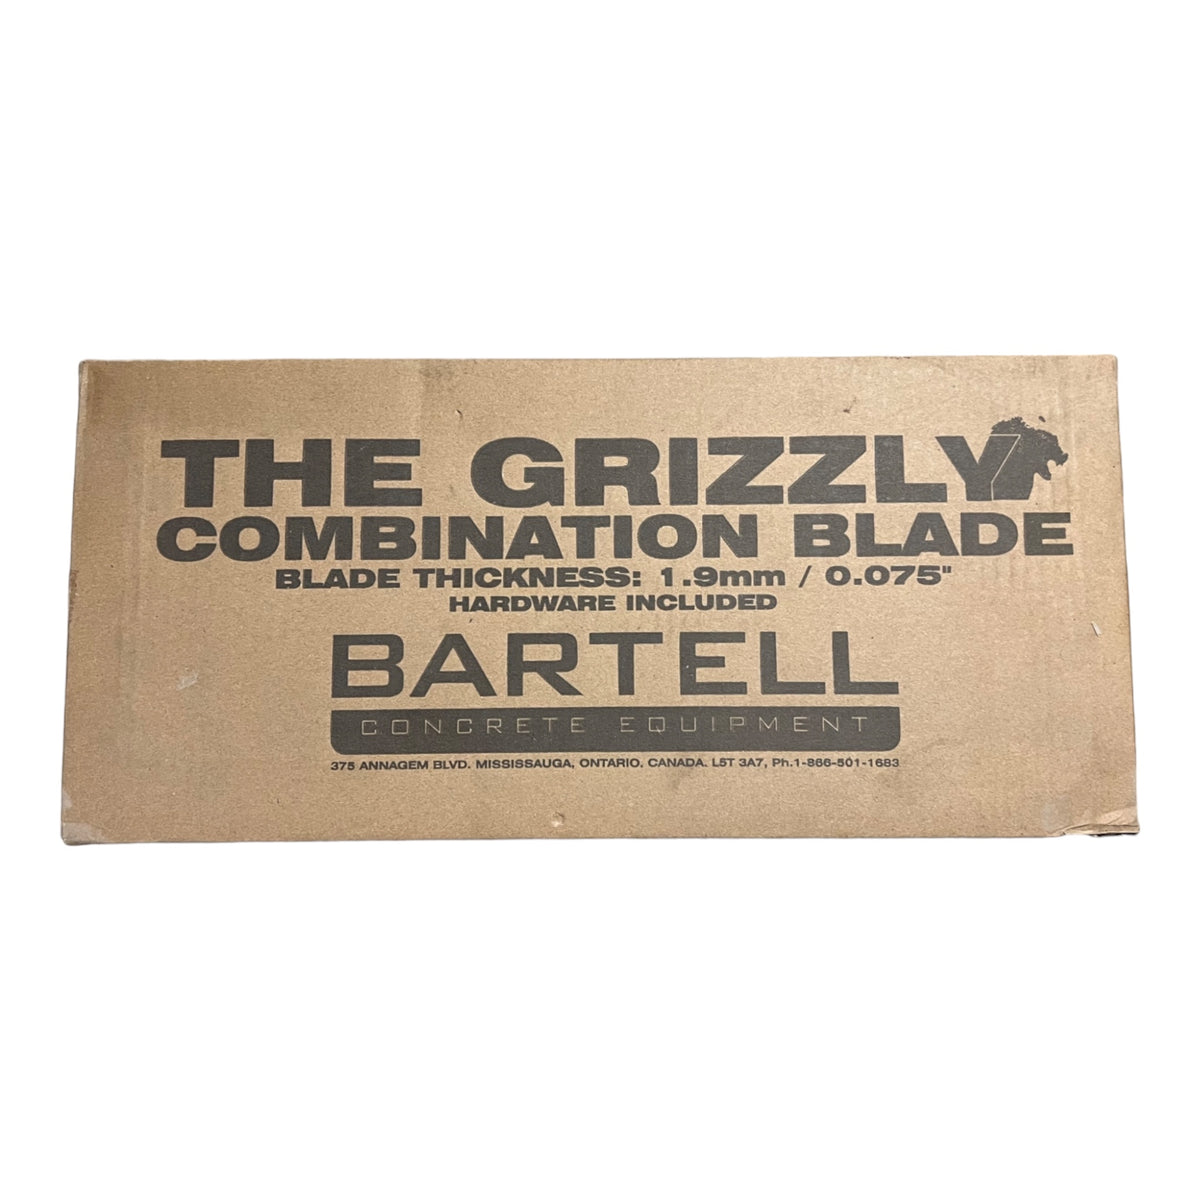 THE GRIZZLY
COMBINATION BLADE
BLADE THICKNESS: 1.9mm / 0.075"
HARDWARE INCLUDED
BARTELL
CONCRETE EQUIPMENT
375 ANNAGEM BLVD. MISSISSAUGA, ONTARIO. CANADA. L5T 3A7, Ph.1-866-501-1683